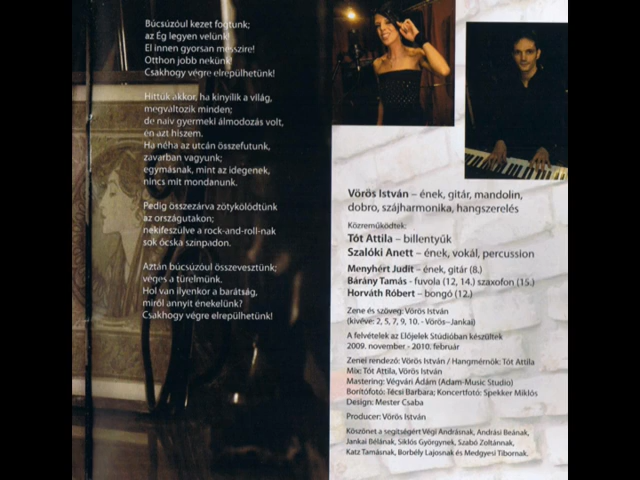 Búcsúzóul kezet fogtunk;
az Ég legyen velünk!
El innen gyorsan messzire!
Otthon jobb nekünk!
Csakhogy végre elrepülhetünk!
Hittük akkor, ha kinyílik a világ,
megváltozik minden;
de naiv gyermeki álmodozás volt,
én azt hiszem.
Ha néha az utcán összefutunk,
zavarban vagyunk;
egymásnak, mint az idegenek,
nincs mit mondanunk.
Pedig összezárva zötykölődtünk
az országutakon;
nekifeszülve a rock-and-roll-nak
sok ócska színpadon.
Aztán búcsúzóul összevesztünk;
véges a türelmünk.
Hol van ilyenkor a barátság,
miről annyit énekelünk?
Csakhogy végre elrepülhetünk!
Vörös István – ének, gitár, mandolin,
dobro, szájharmonika, hangszerelés
Közreműködtek:
Tót Attila – billentyűk
Szalóki Anett – ének, vokál, percussion
Menyhért Judit – ének, gitár (8.)
Bárány Tamás - fuvola (12, 14.) szaxofon (15.)
Horváth Róbert – bongó (12.)
Zene és szöveg: Vörös István
(kivéve: 2, 5, 7, 9, 10. - Vörös–Jankai)
A felvételek az Előjelek Stúdióban készültek
2009. november - 2010. február
Zenei rendező: Vörös István / Hangmérnök: Tót Attila
Mix: Tót Attila, Vörös István
Mastering: Végvári Ádám (Adam-Music Studio)
Borítófotó: Técsi Barbara; Koncertfotó: Spekker Miklós
Design: Mester Csaba
Producer: Vörös István
Köszönet a segítségért Végi Andrásnak, Andrási Beának,
Jankai Bélának, Siklós Györgynek, Szabó Zoltánnak,
Katz Tamásnak, Borbély Lajosnak és Medgyesi Tibornak.